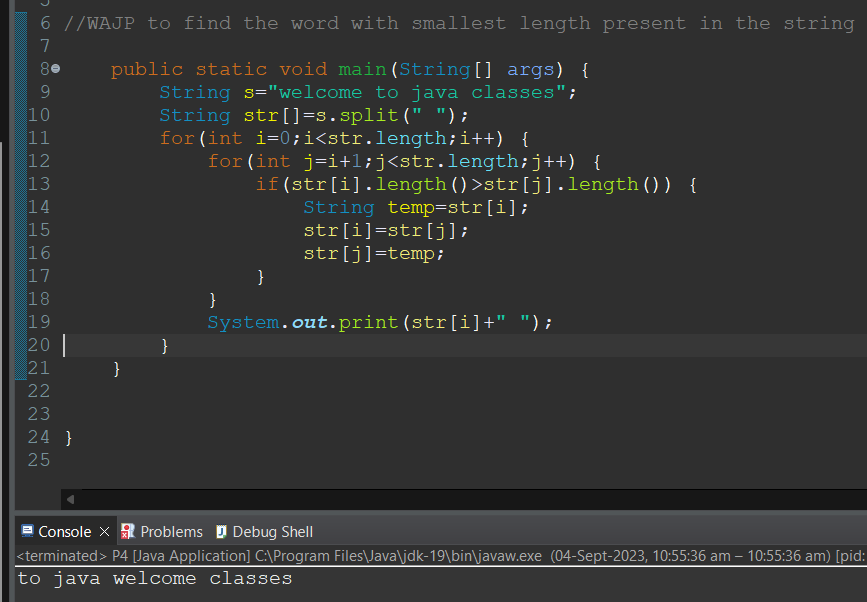 5
6 //WAJP to find the word with smallest length present in the string
7
8 public static void main(String[] args) {
9 String s="welcome to java classes";
10 String str[]=s.split(" ");
11 for(int i=0;i<str.length;i++) {
12 for(int j=i+1;j<str.length;j++) {
13 if(str[i].length()>str[j].length()) {
14 String temp=str[i];
15 str[i]=str[j];
16 str[j]=temp;
17 }
18 }
19 System.out.print(str[i]+" ");
20 }
21 }
22
23
24 }
25
Console Problems Debug Shell
<terminated> P4 [Java Application] C:\Program Files\Java\jdk-19\bin\javaw.exe (04-Sept-2023, 10:55:36 am – 10:55:36 am) [pid:
to java welcome classes